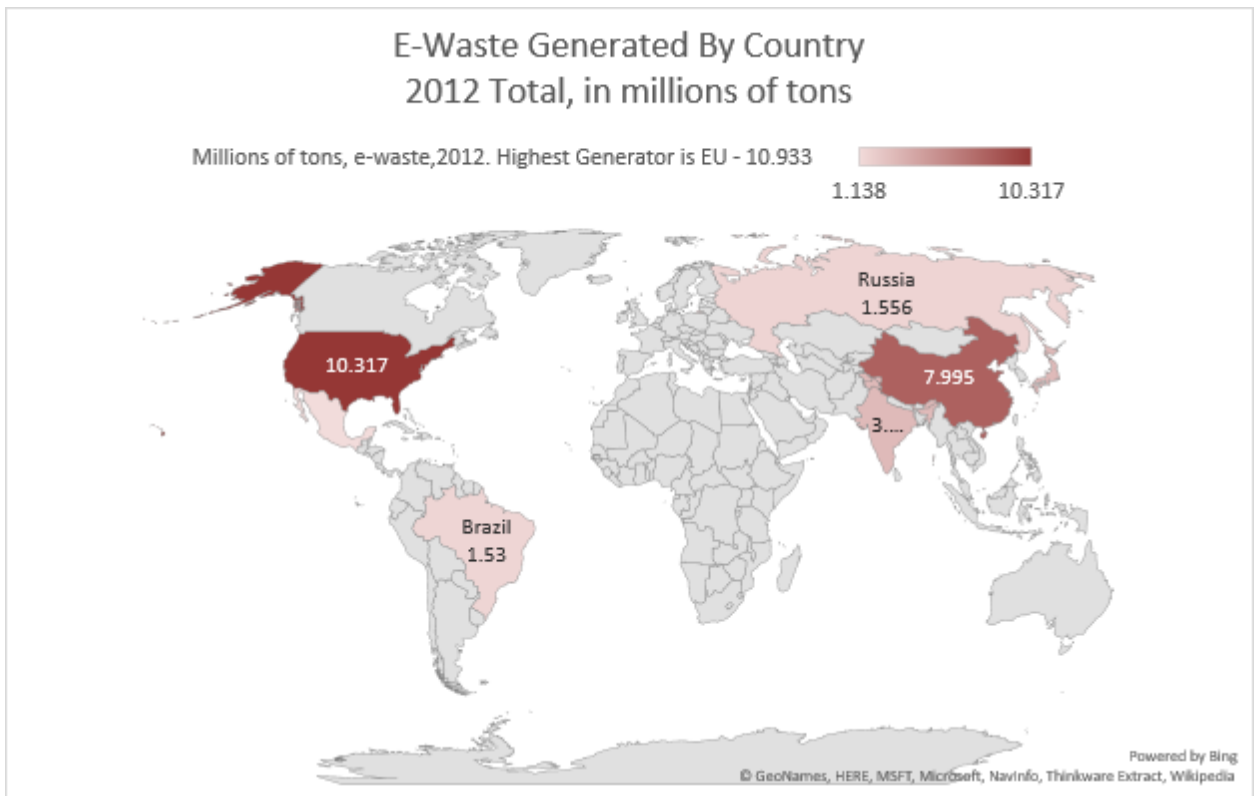 E-Waste Generated By Country
2012 Total, in millions of tons
Millions of tons, e-waste,2012. Highest Generator is EU - 10.933
1.138 10.317
Russia
1.556
10.317
7.995
3....
Brazil
1.53
Powered by Bing
© GeoNames, HERE, MSFT, Microsoft, NavInfo, Thinkware Extract, Wikipedia